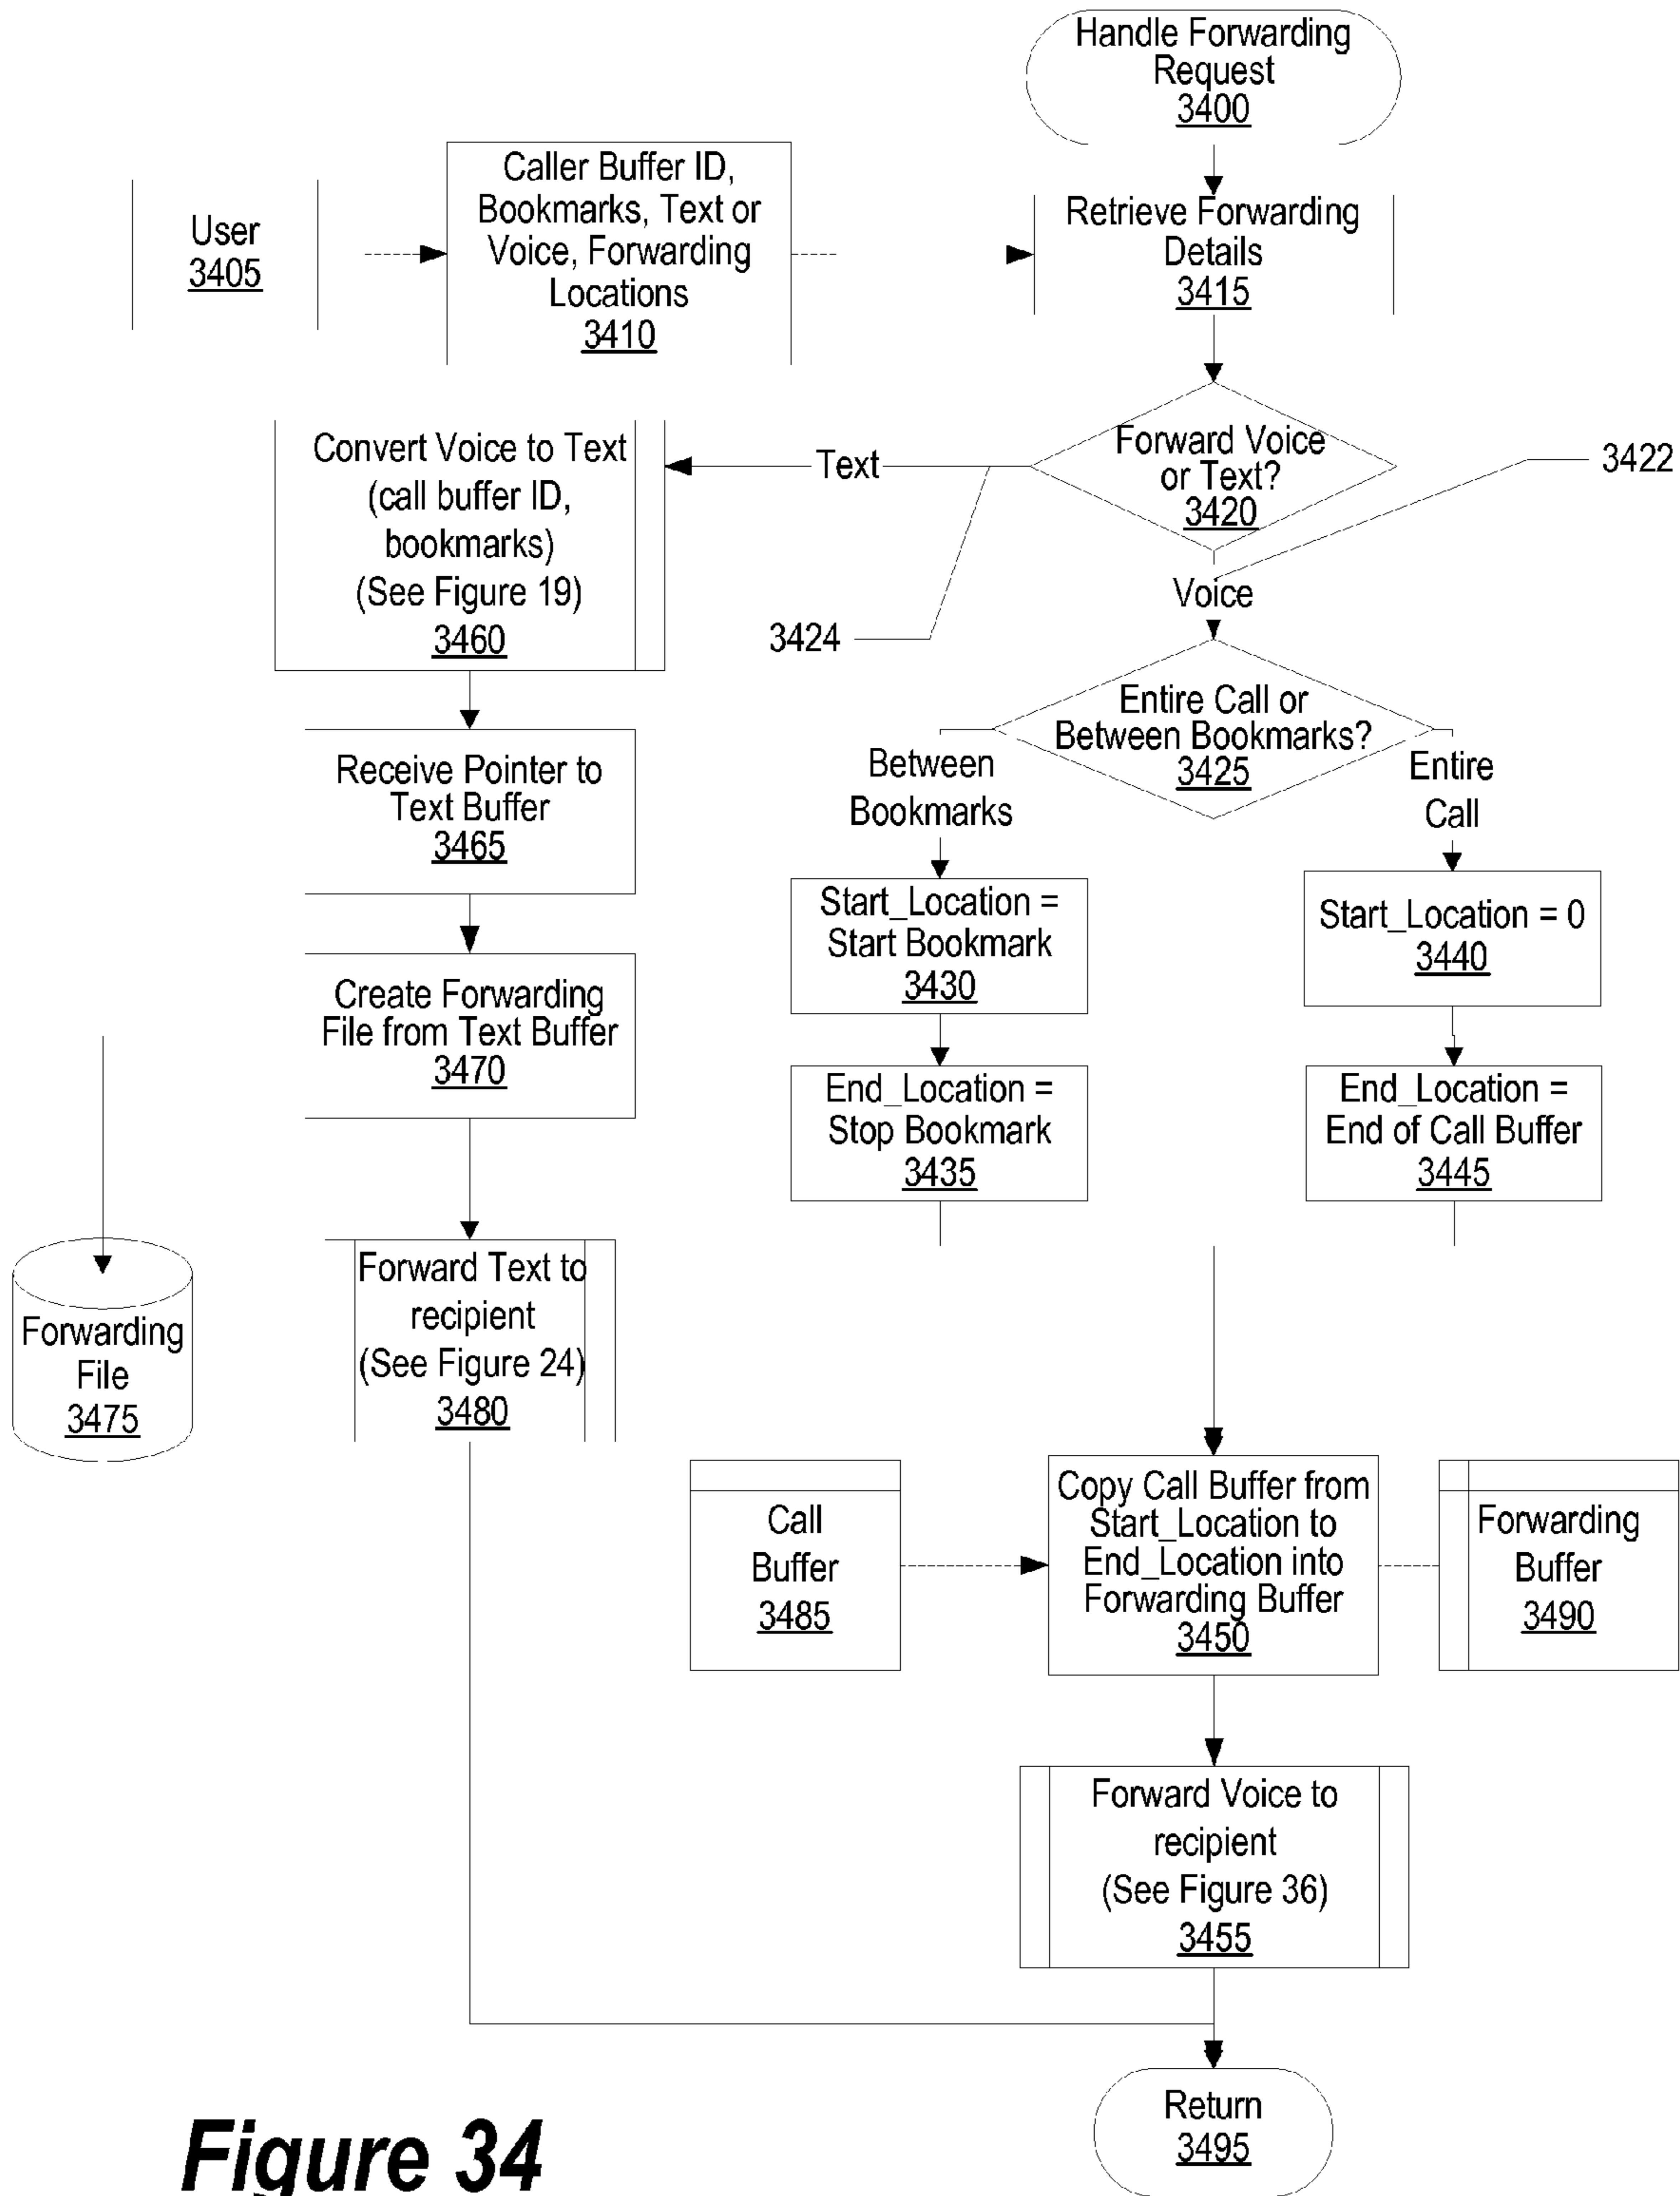 Handle Forwarding
Request
3400
User
3405
Caller Buffer ID,
Bookmarks, Text or
Voice, Forwarding
Locations
3410
Retrieve Forwarding
Details
3415
Forward Voice
or Text?
3420
3422
Text
3424
Voice
Convert Voice to Text
(call buffer ID,
bookmarks)
(See Figure 19)
3460
Entire Call or
Between Bookmarks?
3425
Between
Bookmarks
Entire
Call
Receive Pointer to
Text Buffer
3465
Start_Location =
Start Bookmark
3430
Start_Location = 0
3440
Create Forwarding
File from Text Buffer
3470
End_Location =
Stop Bookmark
3435
End_Location =
End of Call Buffer
3445
Forwarding
File
3475
Forward Text to
recipient
(See Figure 24)
3480
Call
Buffer
3485
Copy Call Buffer from
Start_Location to
End_Location into
Forwarding Buffer
3450
Forwarding
Buffer
3490
Forward Voice to
recipient
(See Figure 36)
3455
Return
3495
Figure 34